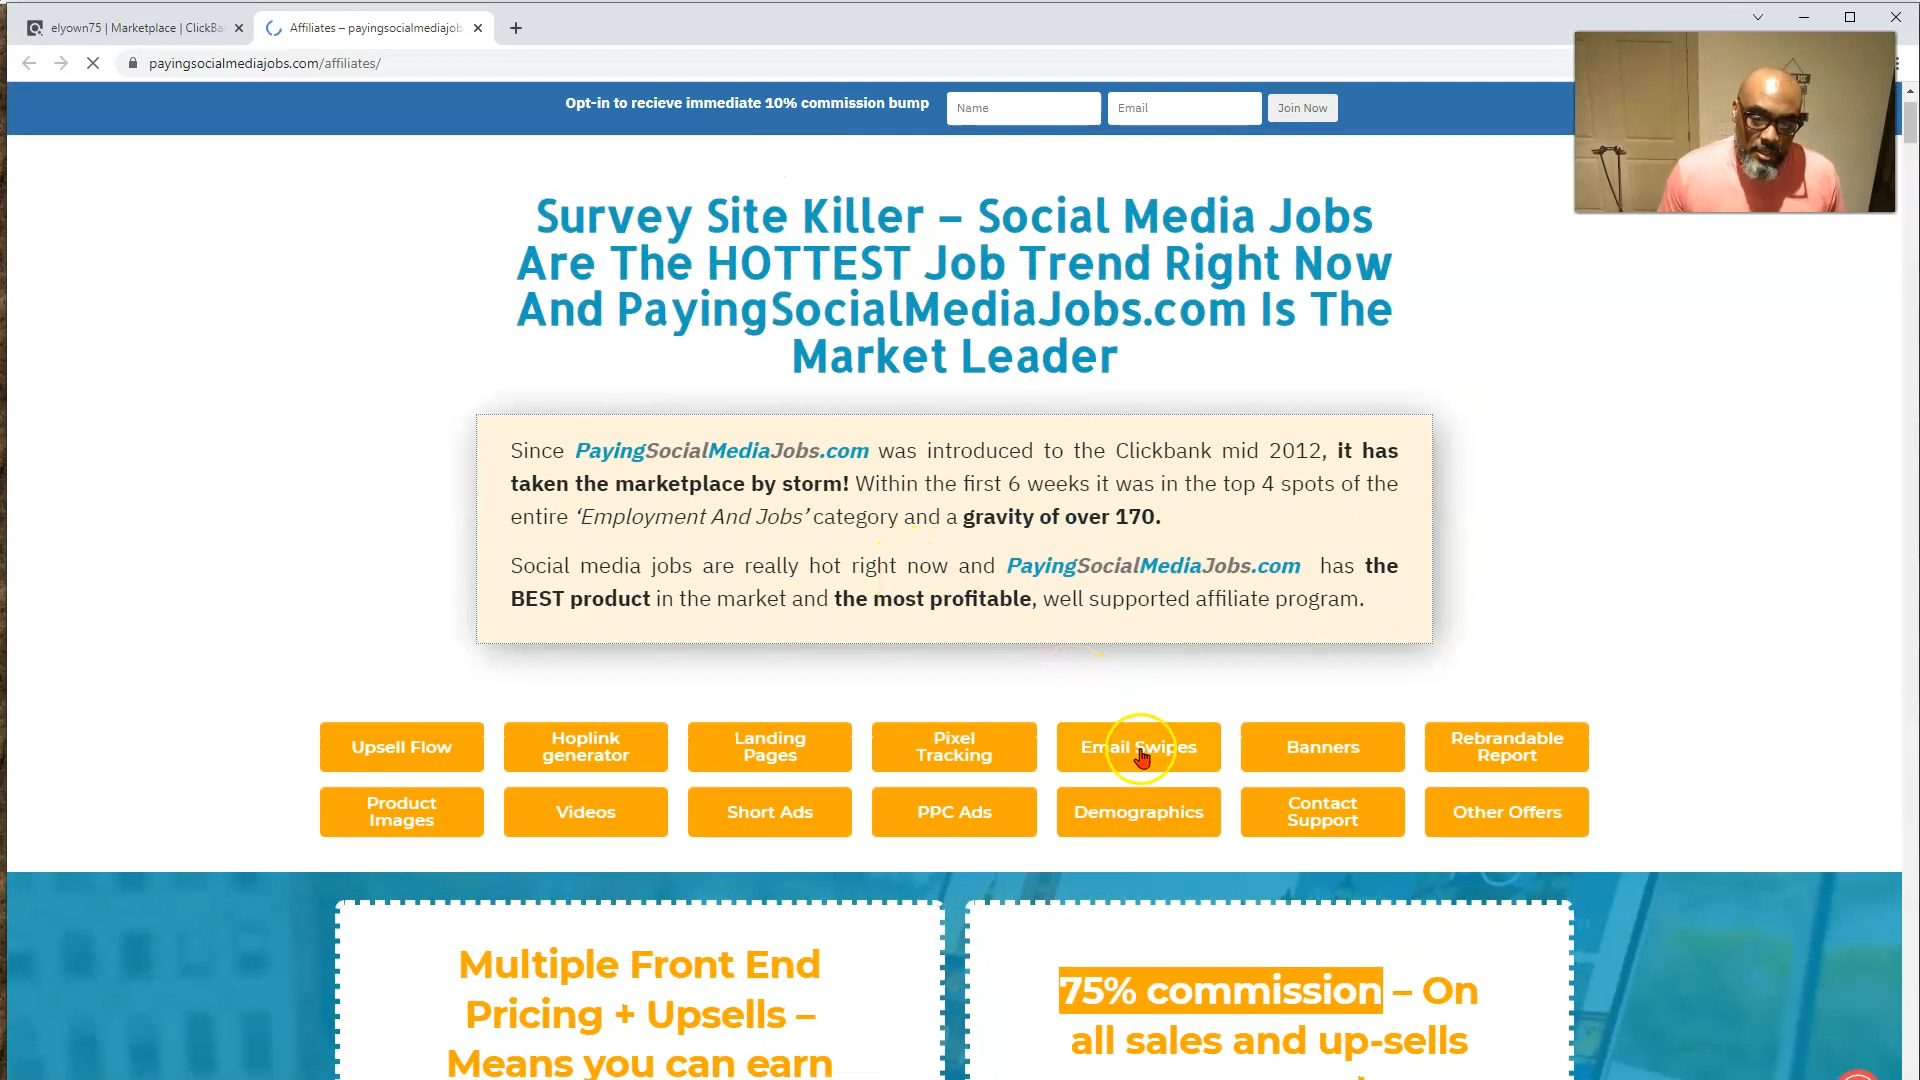 elyown75 | Marketplace | ClickBa
Affiliates – payingsocialmediajob
payingsocialmediajobs.com/affiliates/
Opt-in to recieve immediate 10% commission bump
Name
Email
Join Now
Survey Site Killer – Social Media Jobs
Are The HOTTEST Job Trend Right Now
And PayingSocialMediaJobs.com Is The
Market Leader
Since PayingSocialMediaJobs.com was introduced to the Clickbank mid 2012, it has
taken the marketplace by storm! Within the first 6 weeks it was in the top 4 spots of the
entire ‘Employment And Jobs’ category and a gravity of over 170.
Social media jobs are really hot right now and PayingSocialMediaJobs.com has the
BEST product in the market and the most profitable, well supported affiliate program.
Upsell Flow
Hoplink
generator
Landing
Pages
Pixel
Tracking
Email Swipes
Banners
Rebrandable
Report
Product
Images
Videos
Short Ads
PPC Ads
Demographics
Contact
Support
Other Offers
Multiple Front End
Pricing + Upsells –
Means you can earn
75% commission – On
all sales and up-sells